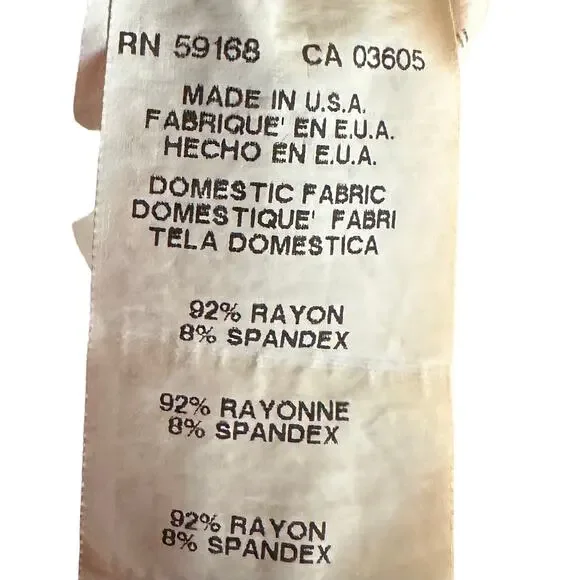 RN 59168 CA 03605
MADE IN U.S.A.
FABRIQUE' EN E.U.A.
HECHO EN E.U.A.
DOMESTIC FABRIC
DOMESTIQUE' FABRI
TELA DOMESTICA
92% RAYON
8% SPANDEX
92% RAYONNE
8% SPANDEX
92% RAYON
8% SPANDEX